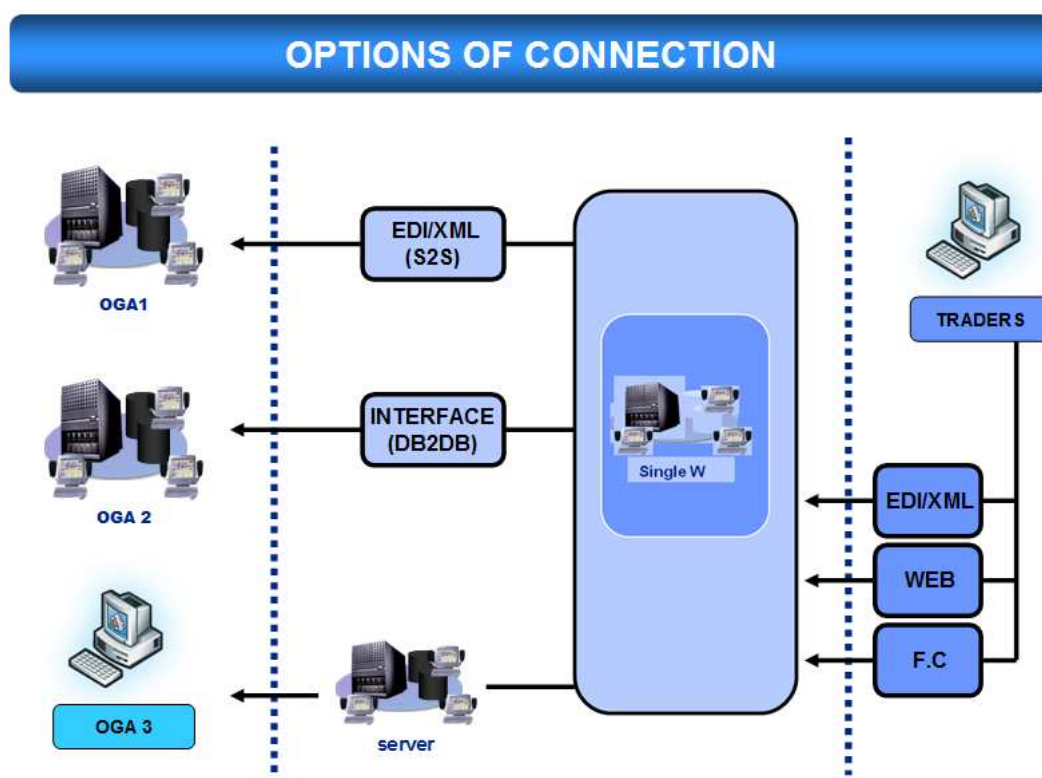 OPTIONS OF CONNECTION
EDI/XML
(S2S)
OGA1
TRADERS
INTERFACE
(DB2DB)
Single W
OGA 2
EDI/XML
WEB
F.C
OGA 3
server